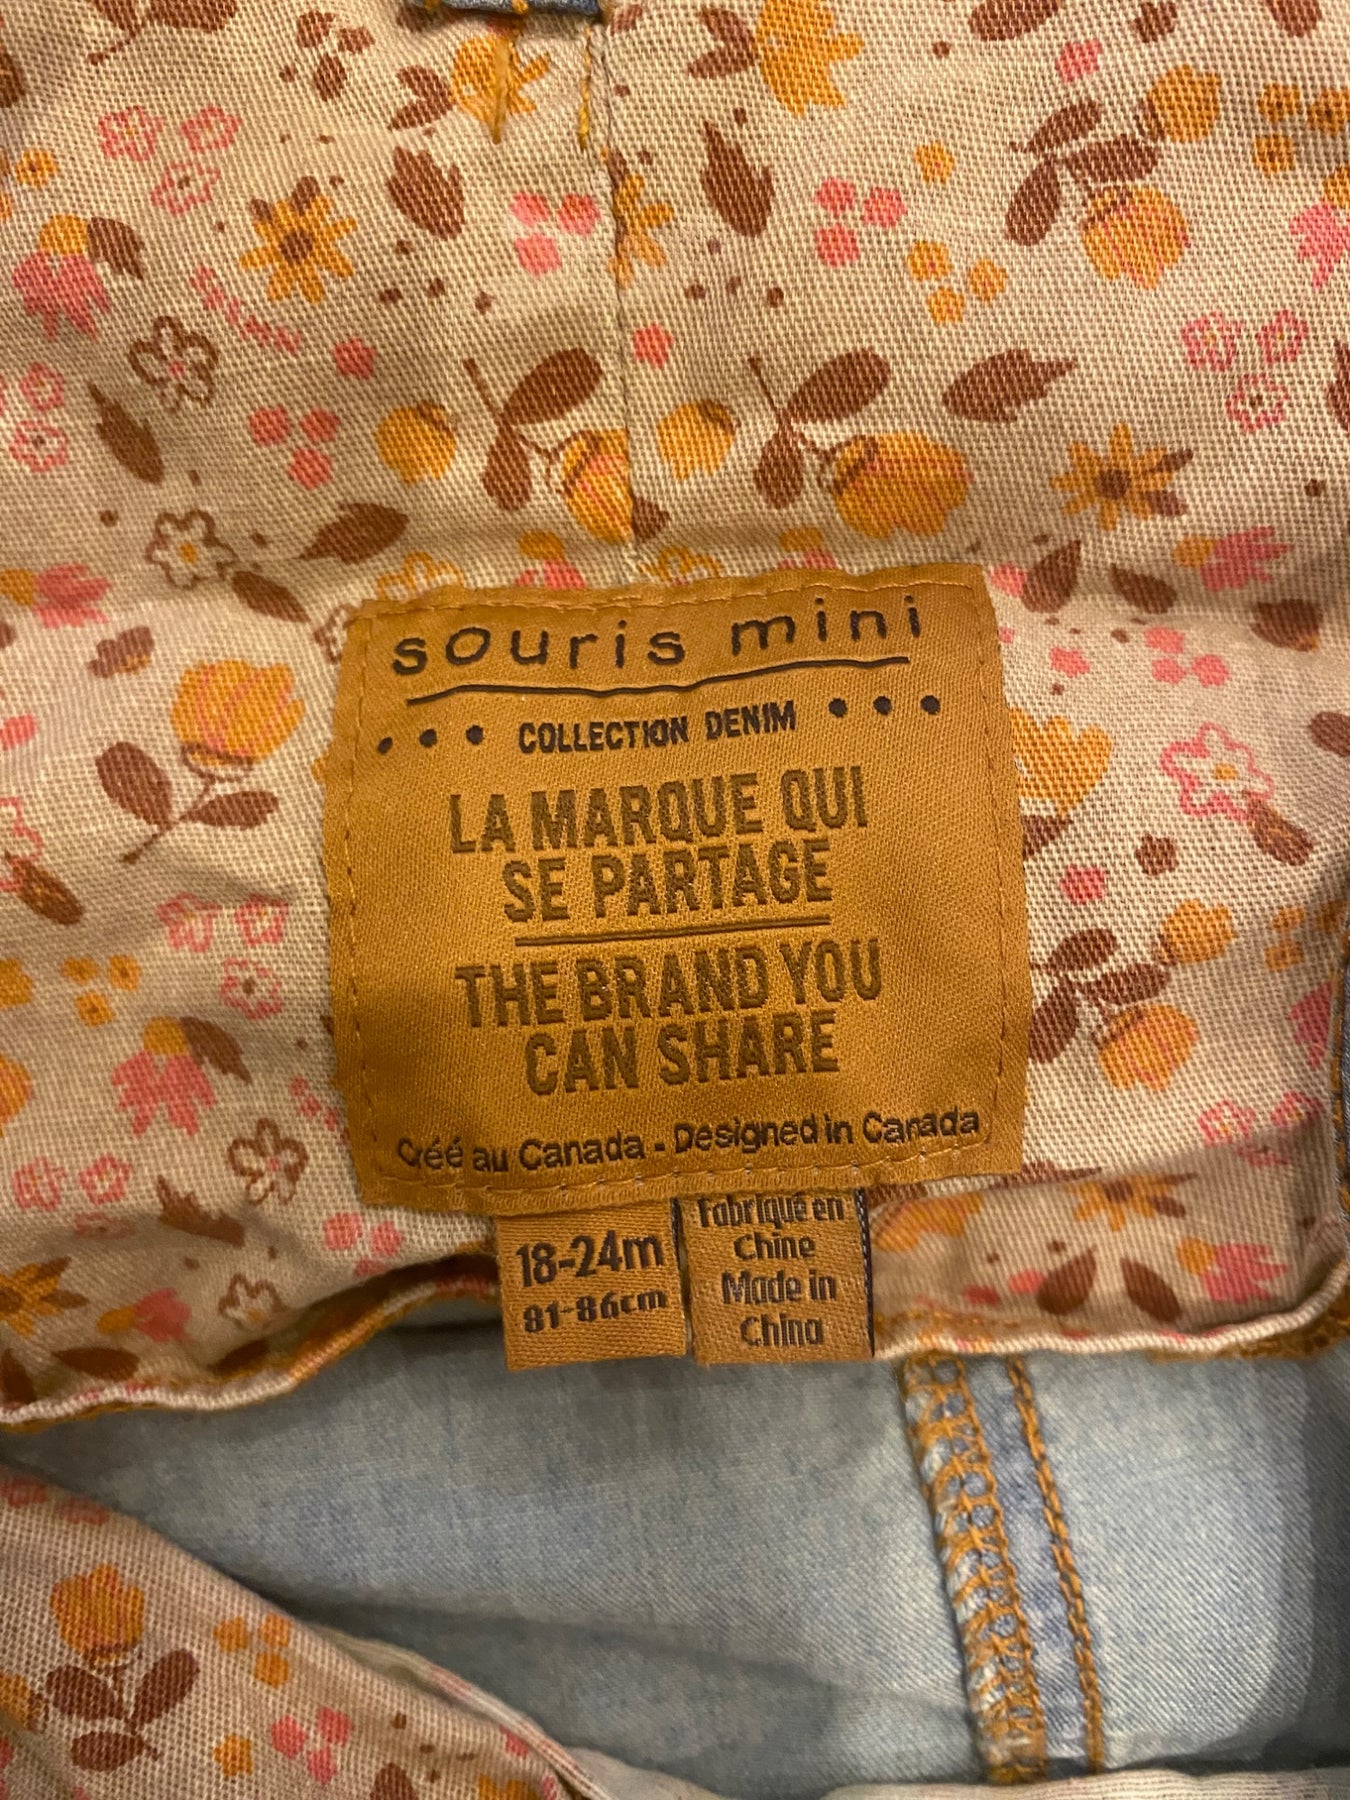 souris mini
COLLECTION DENIM
LA MARQUE QUI
SE PARTAGE
THE BRAND YOU
CAN SHARE
Créé au Canada - Designed in Canada
18-24m
81-86cm
Fabriqué en
Chine
Made in
China